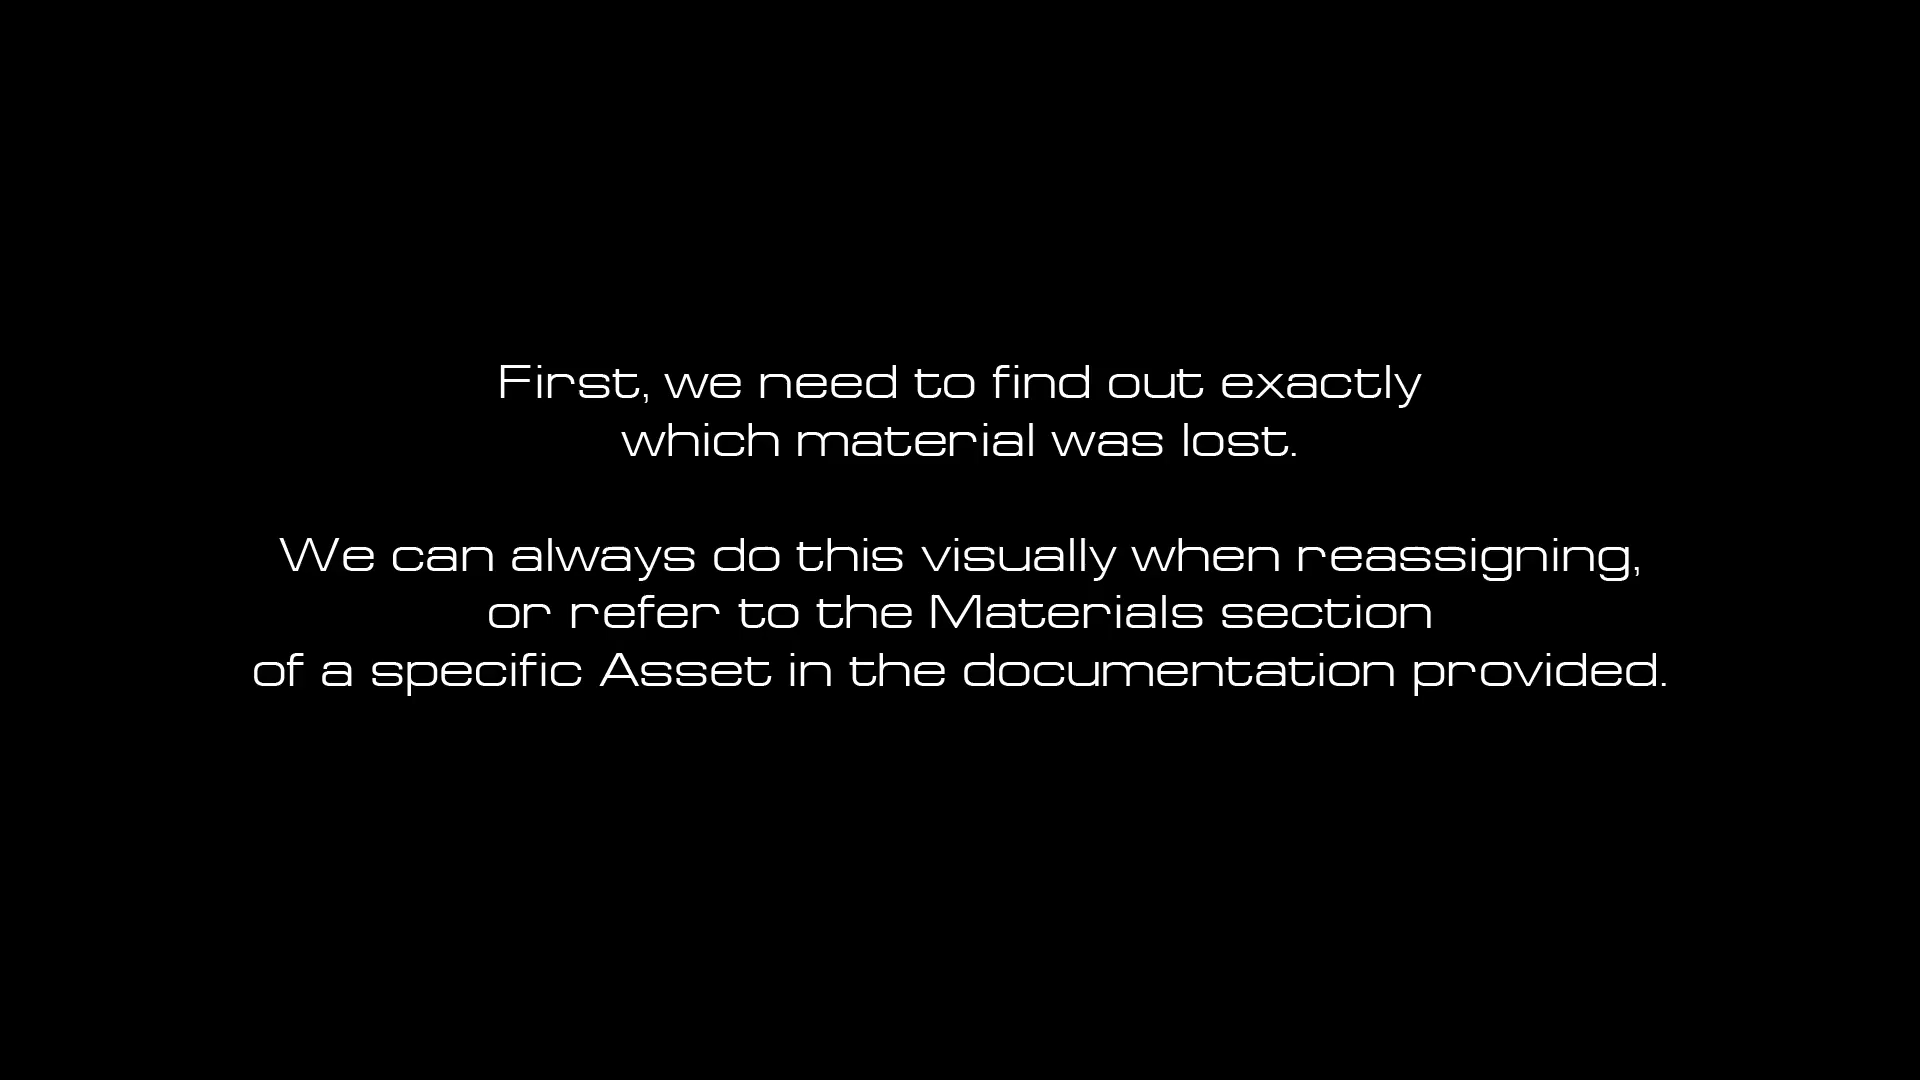 First, we need to find out exactly
which material was lost.
We can always do this visually when reassigning,
or refer to the Materials section
of a specific Asset in the documentation provided.